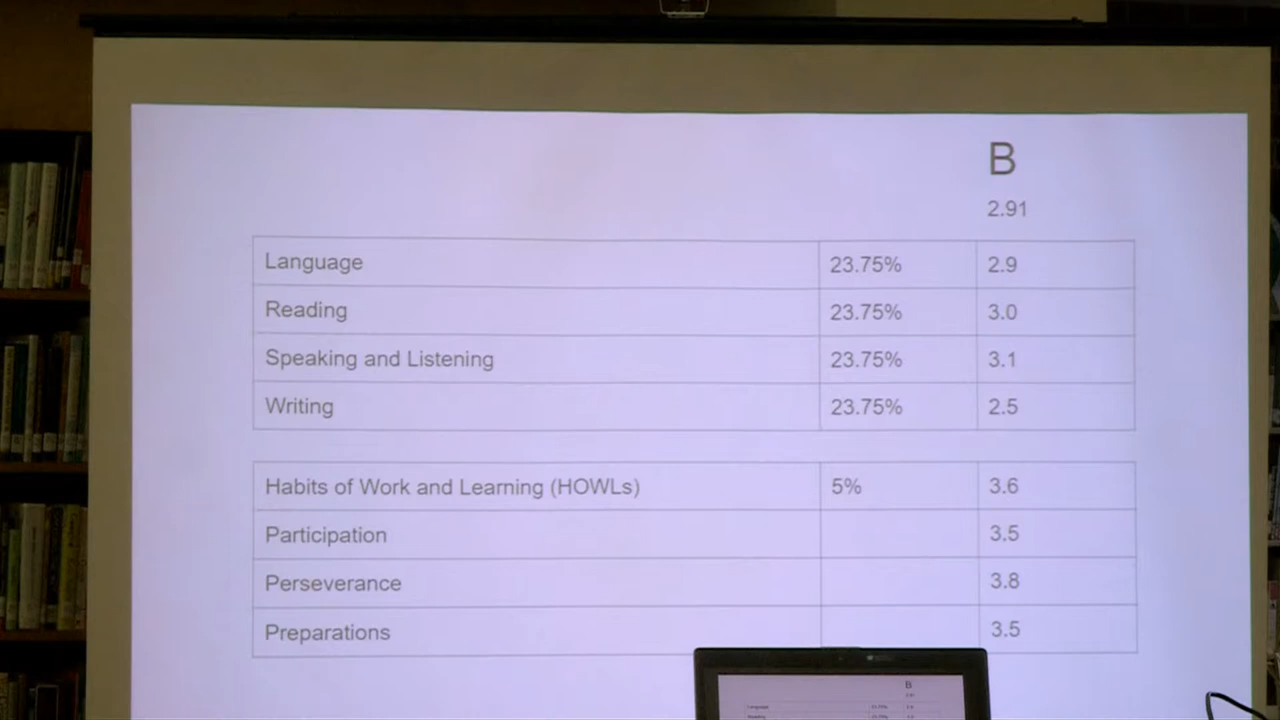 B
2.91
Language 23.75% 2.9
Reading 23.75% 3.0
Speaking and Listening 23.75% 3.1
Writing 23.75% 2.5
Habits of Work and Learning (HOWLs) 5% 3.6
Participation 3.5
Perseverance 3.8
Preparations 3.5
B
Language